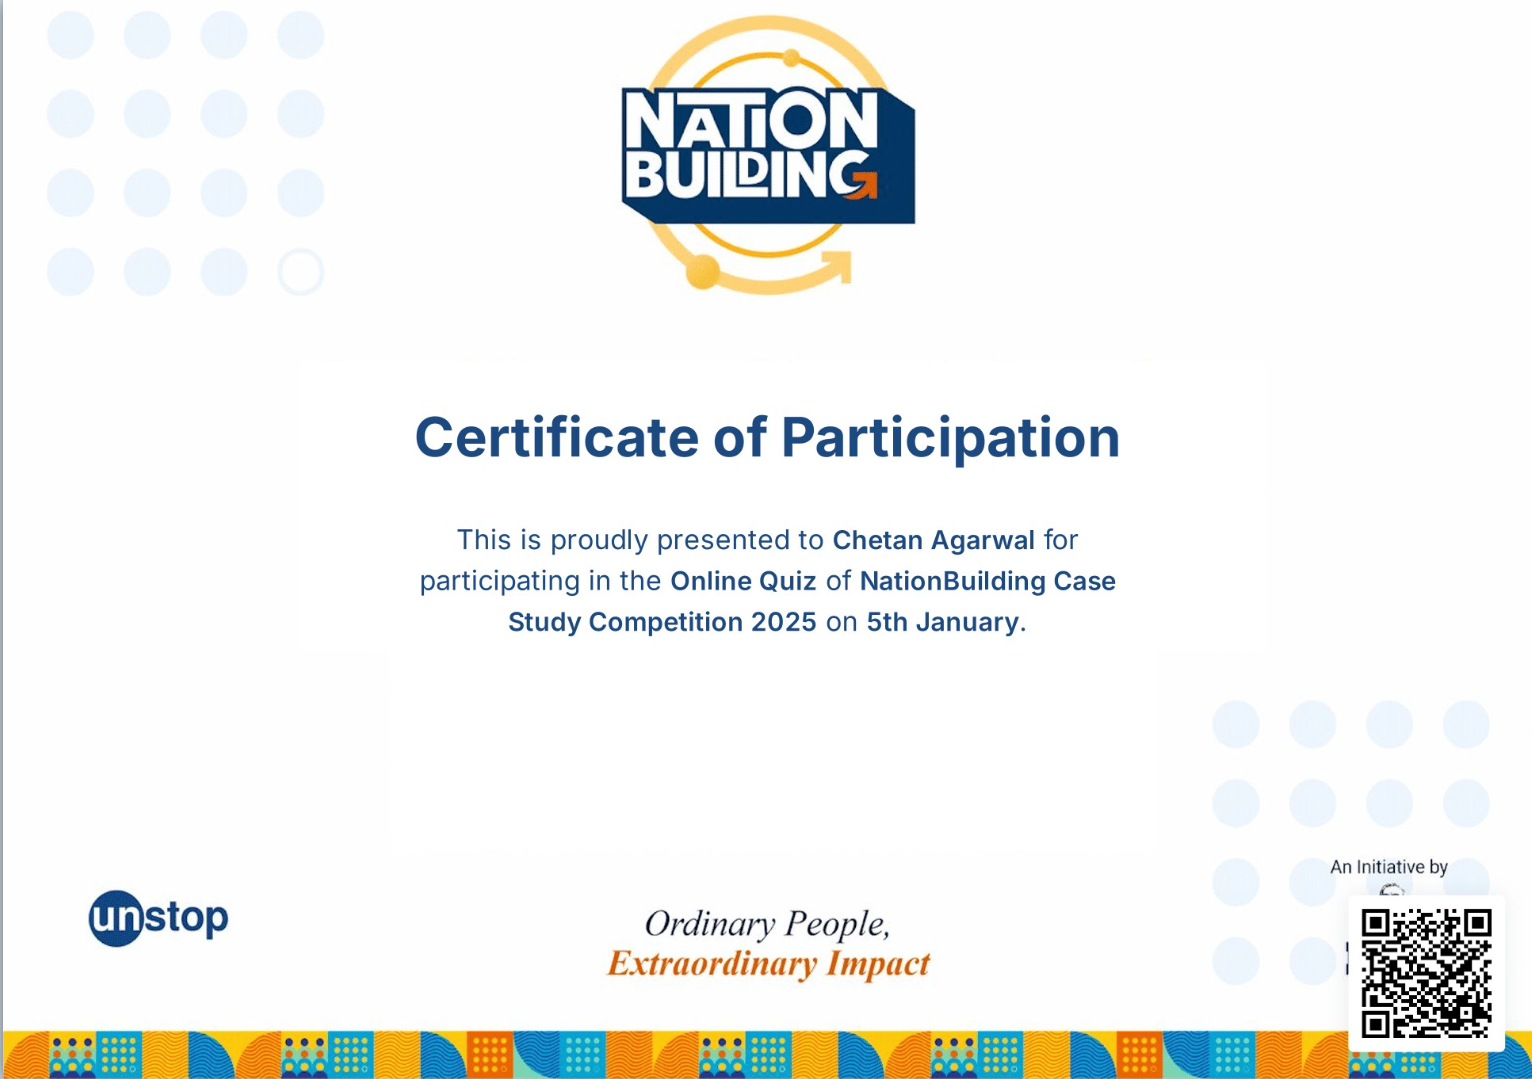 NATiON
BUILDING
Certificate of Participation
This is proudly presented to Chetan Agarwal for
participating in the Online Quiz of NationBuilding Case
Study Competition 2025 on 5th January.
An Initiative by
unstop
Ordinary People,
Extraordinary Impact